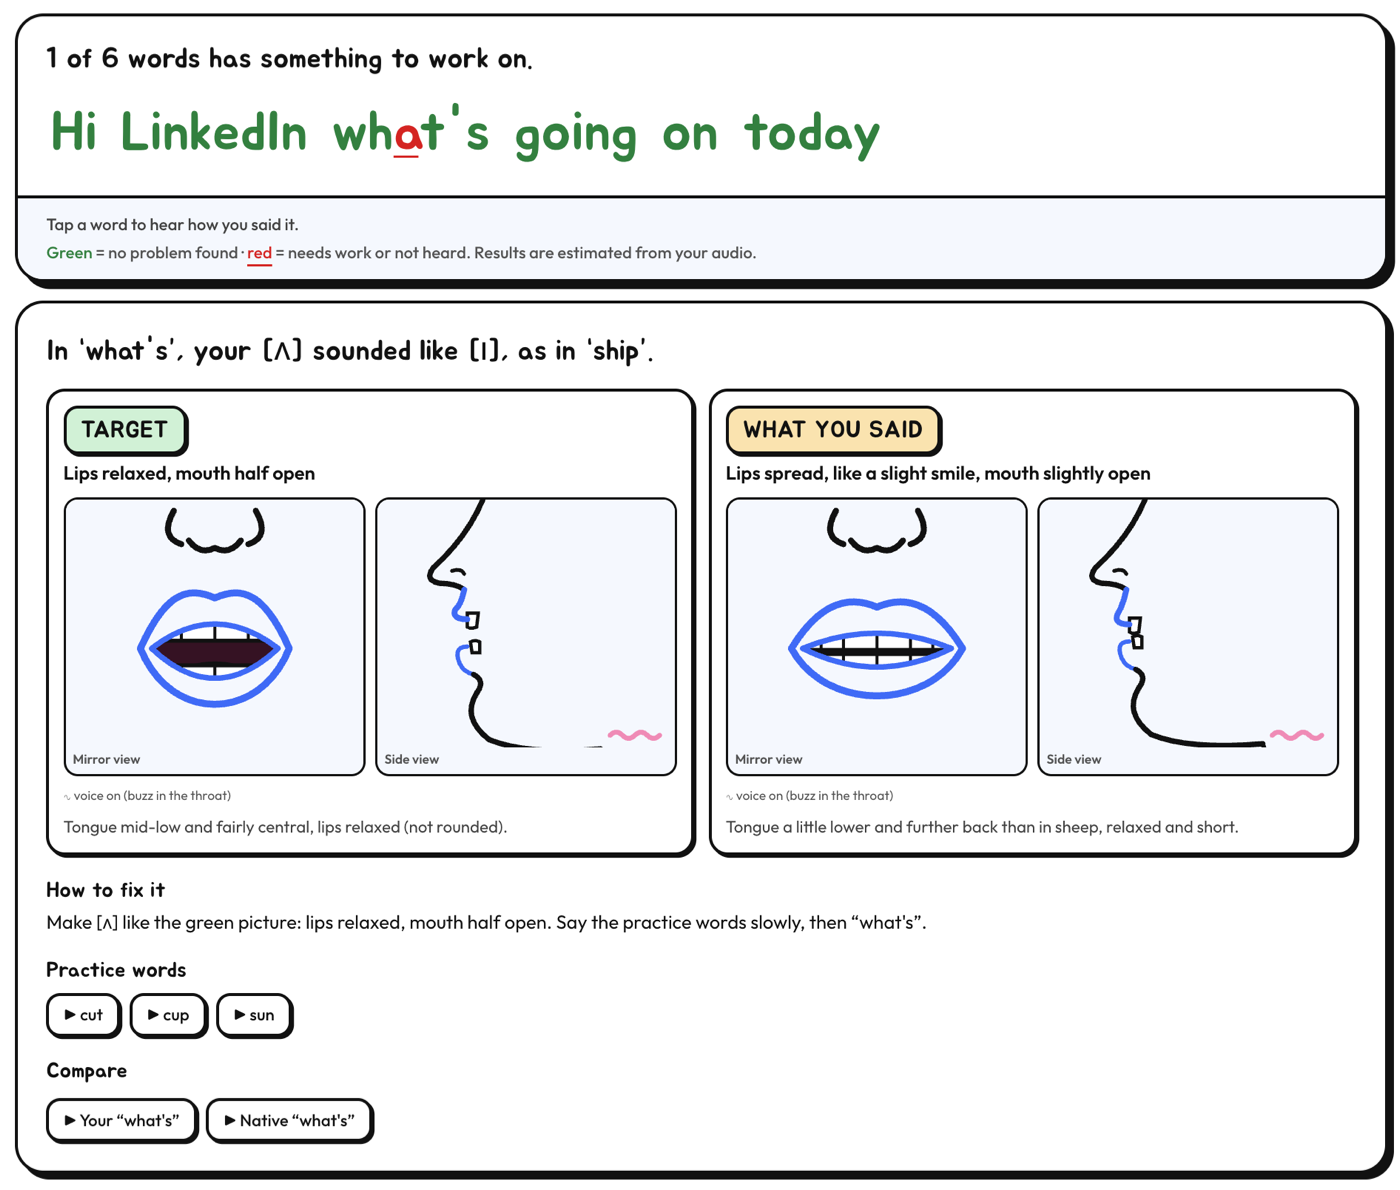 1 of 6 words has something to work on.
Hi LinkedIn what's going on today
Tap a word to hear how you said it.
Green = no problem found · red = needs work or not heard. Results are estimated from your audio.
In 'what's', your [ʌ] sounded like [ɪ], as in 'ship'.
TARGET
Lips relaxed, mouth half open
Mirror view
Side view
∿ voice on (buzz in the throat)
Tongue mid-low and fairly central, lips relaxed (not rounded).
WHAT YOU SAID
Lips spread, like a slight smile, mouth slightly open
Mirror view
Side view
∿ voice on (buzz in the throat)
Tongue a little lower and further back than in sheep, relaxed and short.
How to fix it
Make [ʌ] like the green picture: lips relaxed, mouth half open. Say the practice words slowly, then “what's”.
Practice words
▶ cut
▶ cup
▶ sun
Compare
▶ Your “what's”
▶ Native “what's”